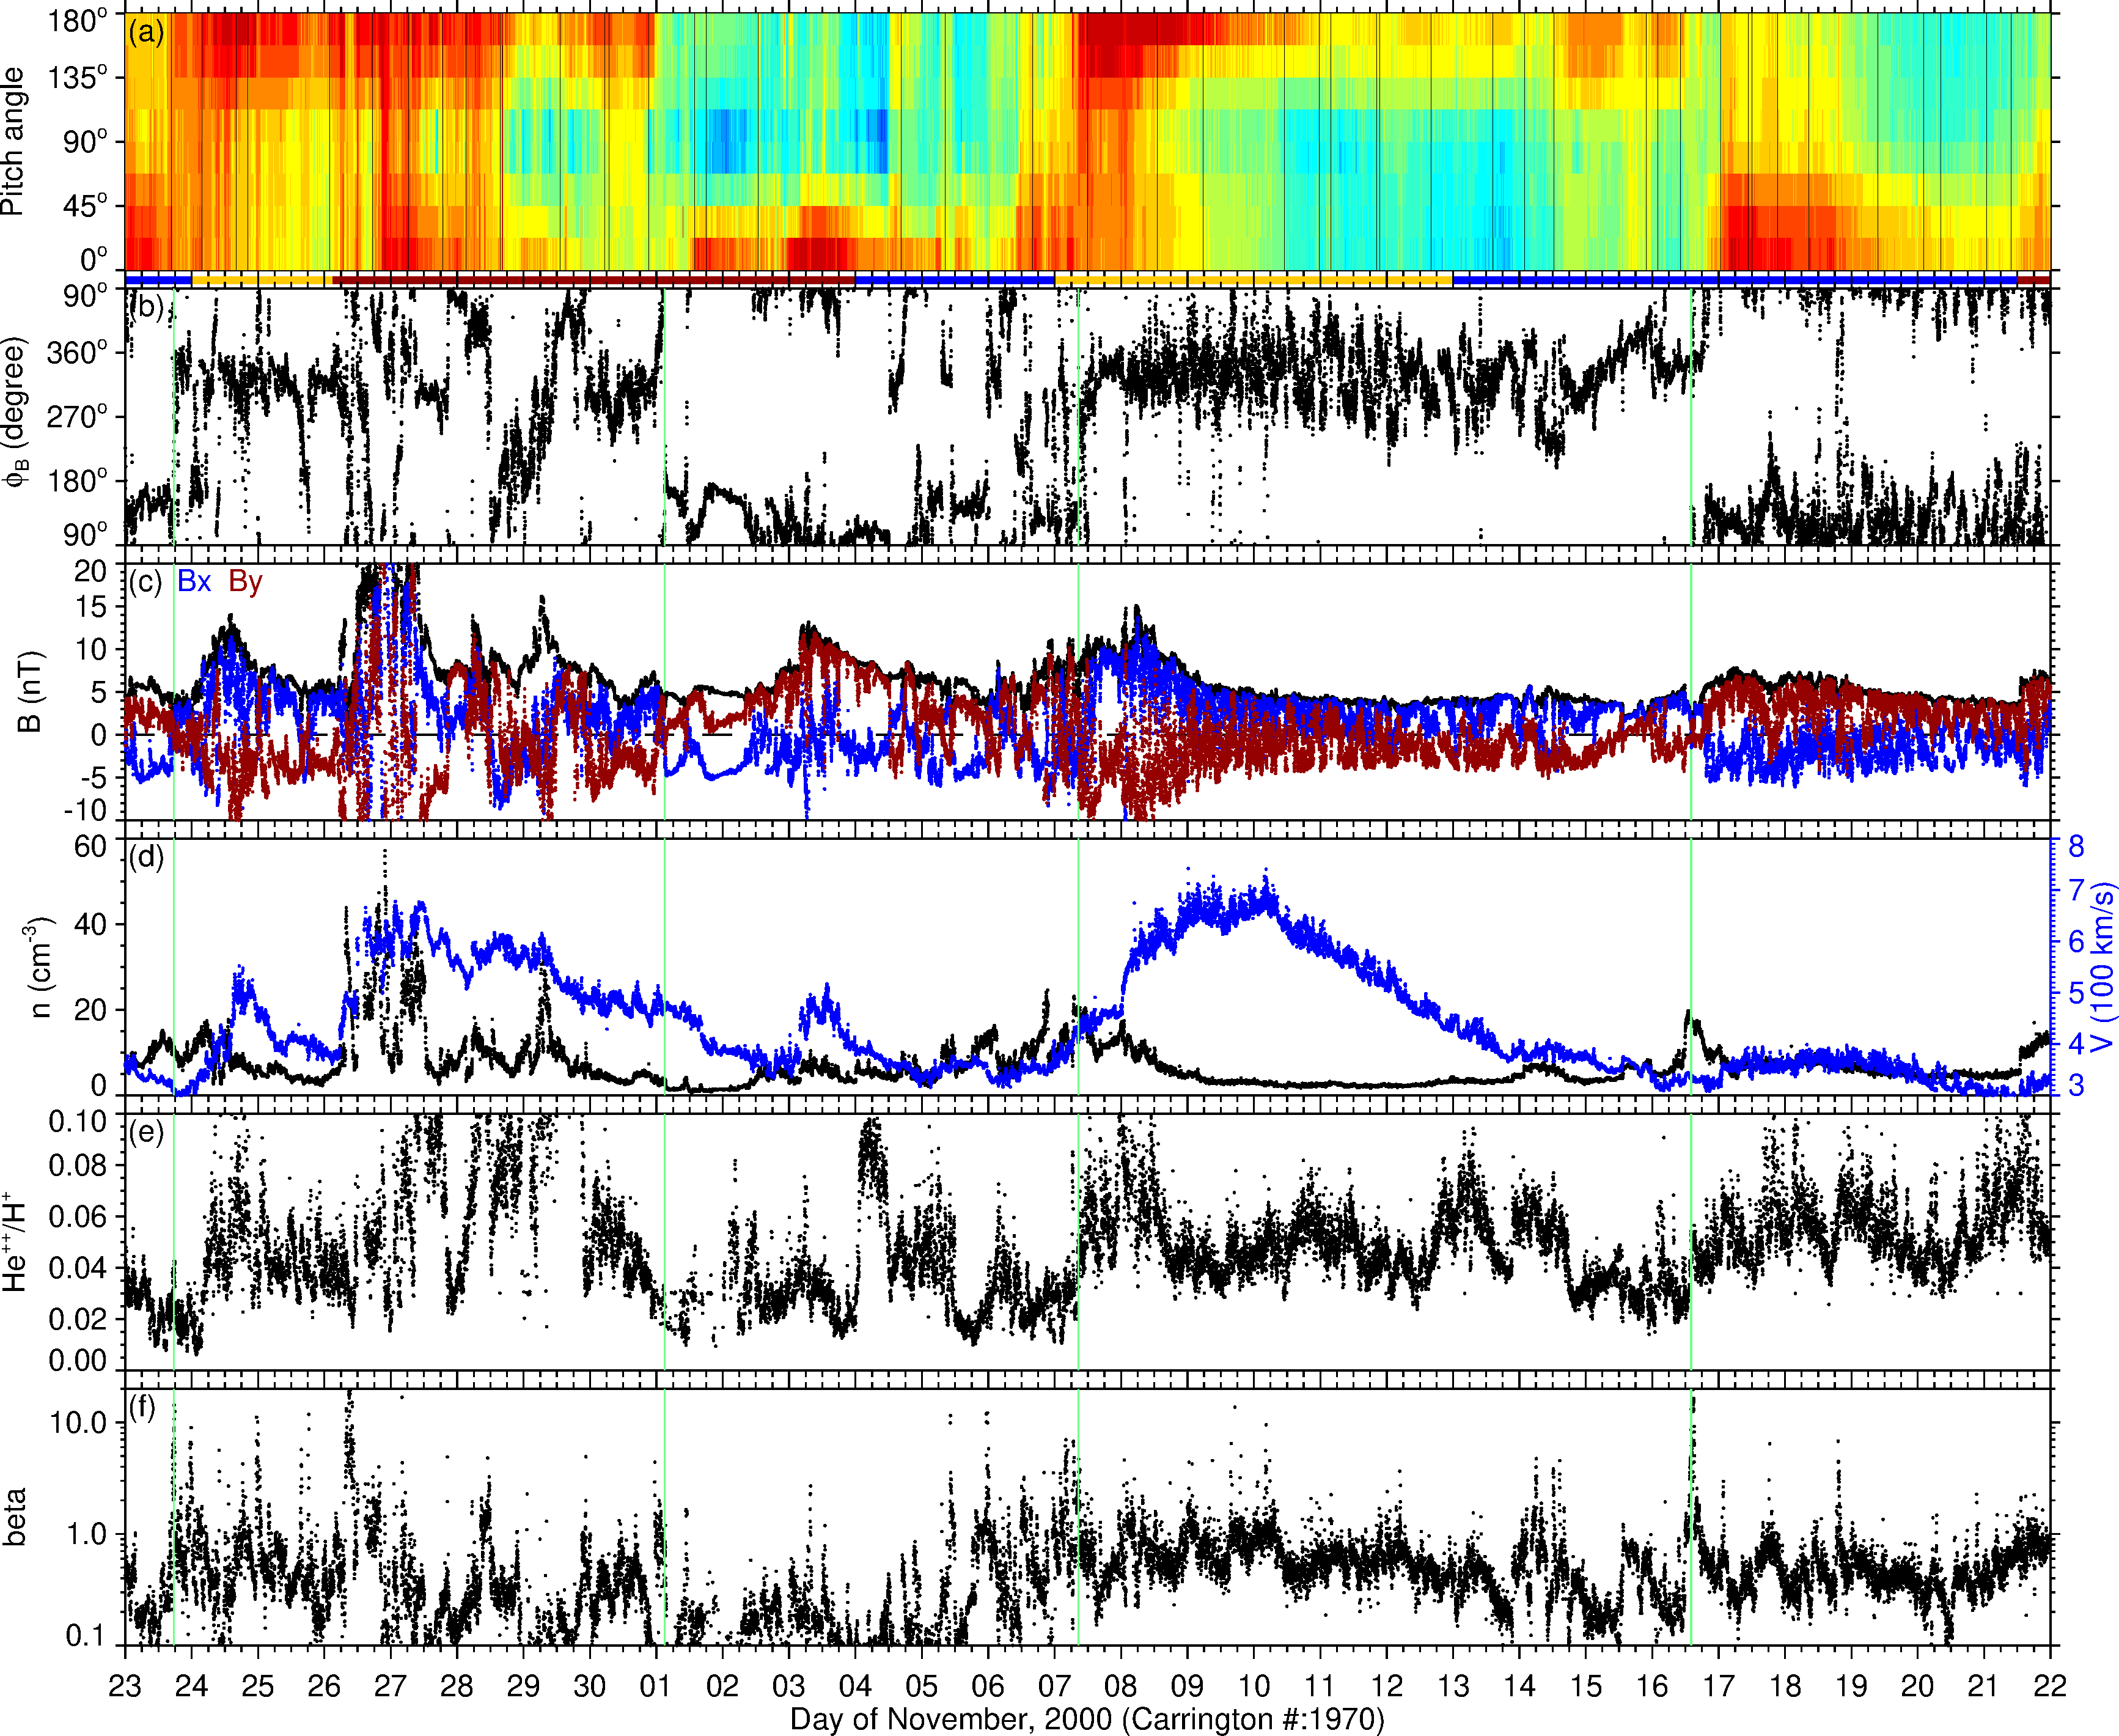 (a)
Pitch angle
180°
135°
90°
45°
0°
(b)
ϕB (degree)
90°
360°
270°
180°
90°
(c) Bx By
B (nT)
20
15
10
5
0
-5
-10
(d)
n (cm-3)
60
40
20
0
8
7
6
5
4
3
V (100 km/s)
(e)
He++/H+
0.10
0.08
0.06
0.04
0.02
0.00
(f)
beta
10.0
1.0
0.1
23 24 25 26 27 28 29 30 01 02 03 04 05 06 07 08 09 10 11 12 13 14 15 16 17 18 19 20 21 22
Day of November, 2000 (Carrington #:1970)